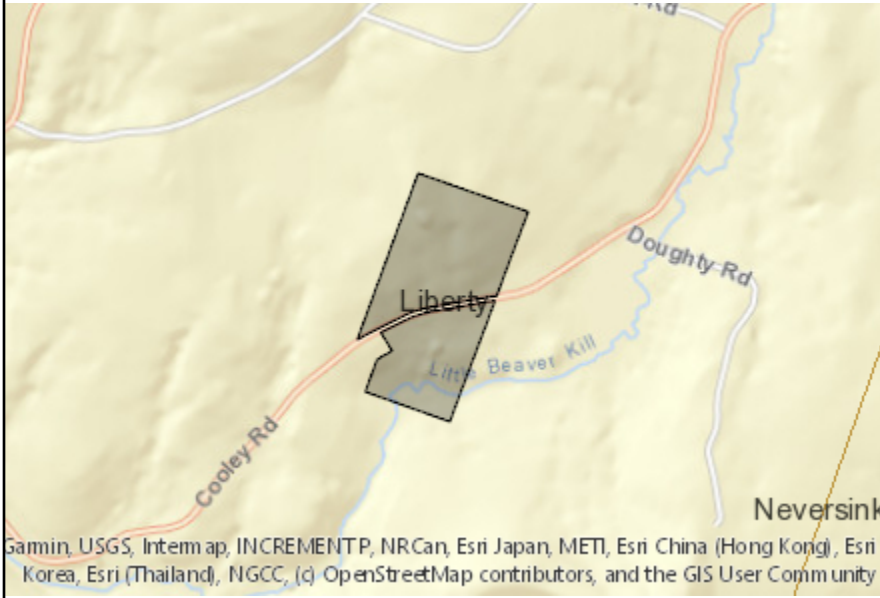 Rd
Doughty Rd
Liberty
Little Beaver Kill
Cooley Rd
Neversink
Garmin, USGS, Intermap, INCREMENT P, NRCan, Esri Japan, METI, Esri China (Hong Kong), Esri
Korea, Esri (Thailand), NGCC, (c) OpenStreetMap contributors, and the GIS User Community